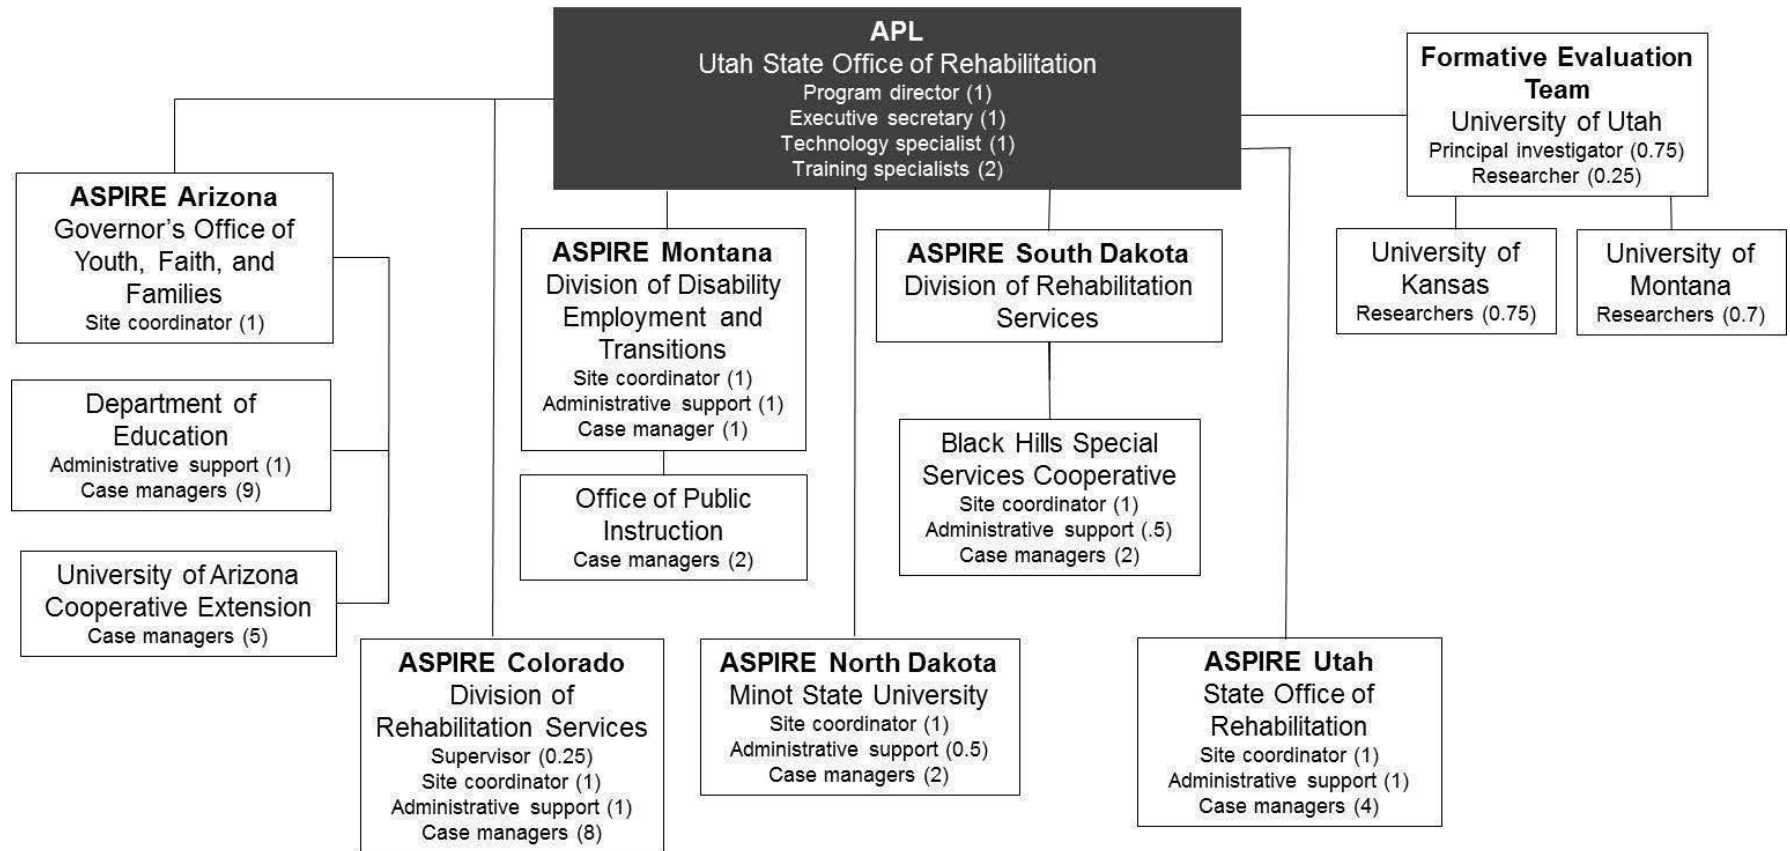 APL
Utah State Office of Rehabilitation
Program director (1)
Executive secretary (1)
Technology specialist (1)
Training specialists (2)
Formative Evaluation
Team
University of Utah
Principal investigator (0.75)
Researcher (0.25)
ASPIRE Arizona
Governor's Office of
Youth, Faith, and
Families
Site coordinator (1)
ASPIRE Montana
Division of Disability
Employment and
Transitions
Site coordinator (1)
Administrative support (1)
Case manager (1)
ASPIRE South Dakota
Division of Rehabilitation
Services
University of
Kansas
Researchers (0.75)
University of
Montana
Researchers (0.7)
Department of
Education
Administrative support (1)
Case managers (9)
Office of Public
Instruction
Case managers (2)
Black Hills Special
Services Cooperative
Site coordinator (1)
Administrative support (.5)
Case managers (2)
University of Arizona
Cooperative Extension
Case managers (5)
ASPIRE Colorado
Division of
Rehabilitation Services
Supervisor (0.25)
Site coordinator (1)
Administrative support (1)
Case managers (8)
ASPIRE North Dakota
Minot State University
Site coordinator (1)
Administrative support (0.5)
Case managers (2)
ASPIRE Utah
State Office of
Rehabilitation
Site coordinator (1)
Administrative support (1)
Case managers (4)